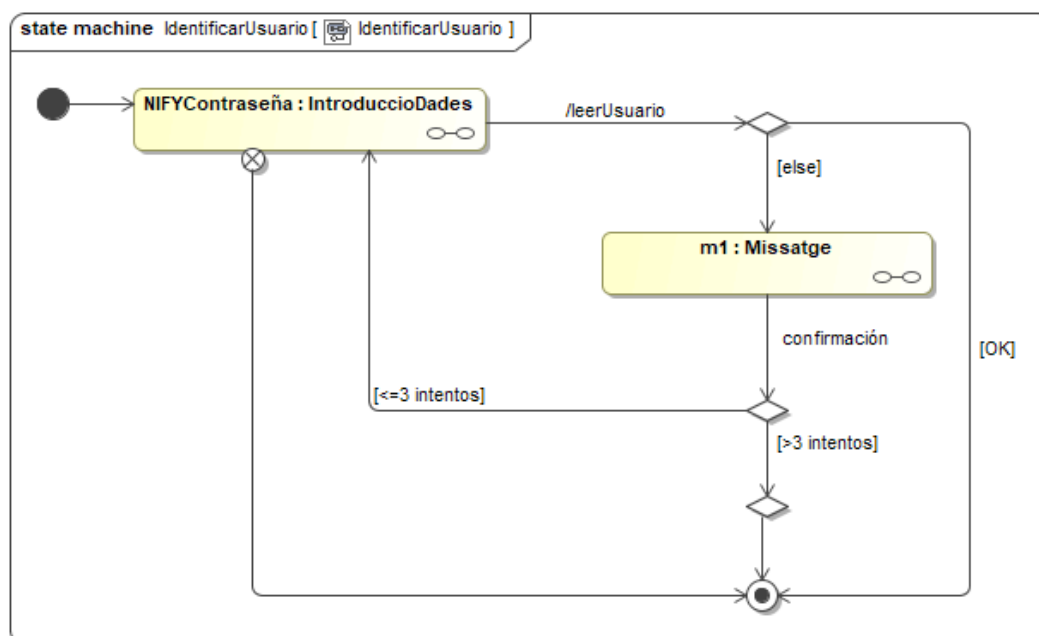 state machine IdentificarUsuario [ IdentificarUsuario ]
NIFYContraseña : IntroduccioDades
/leerUsuario
[else]
m1 : Missatge
confirmación
[OK]
[<=3 intentos]
[>3 intentos]